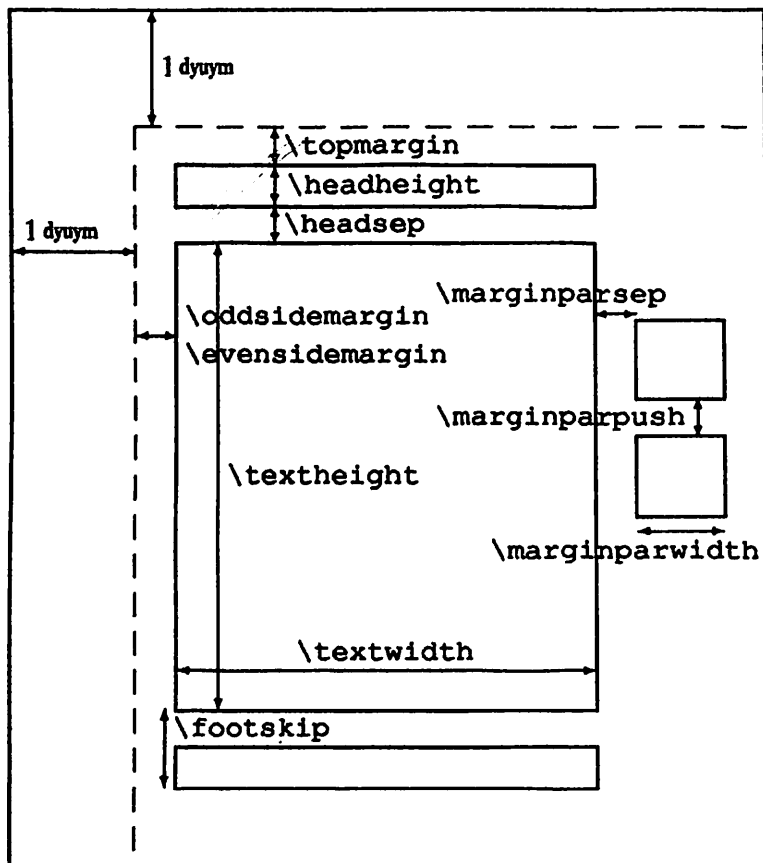 1 dyuym
\topmargin
\headheight
\headsep
1 dyuym
\marginparsep
\oddsidemargin
\evensidemargin
\marginparpush
\textheight
\marginparwidth
\textwidth
\footskip